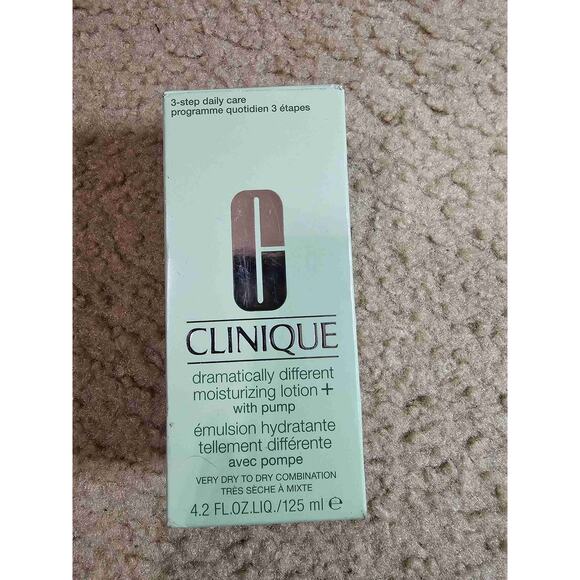 3-step daily care
programme quotidien 3 étapes
C
CLINIQUE
dramatically different
moisturizing lotion+
with pump
émulsion hydratante
tellement différente
avec pompe
VERY DRY TO DRY COMBINATION
TRÈS SÈCHE À MIXTE
4.2 FL.OZ.LIQ./125 ml ℮